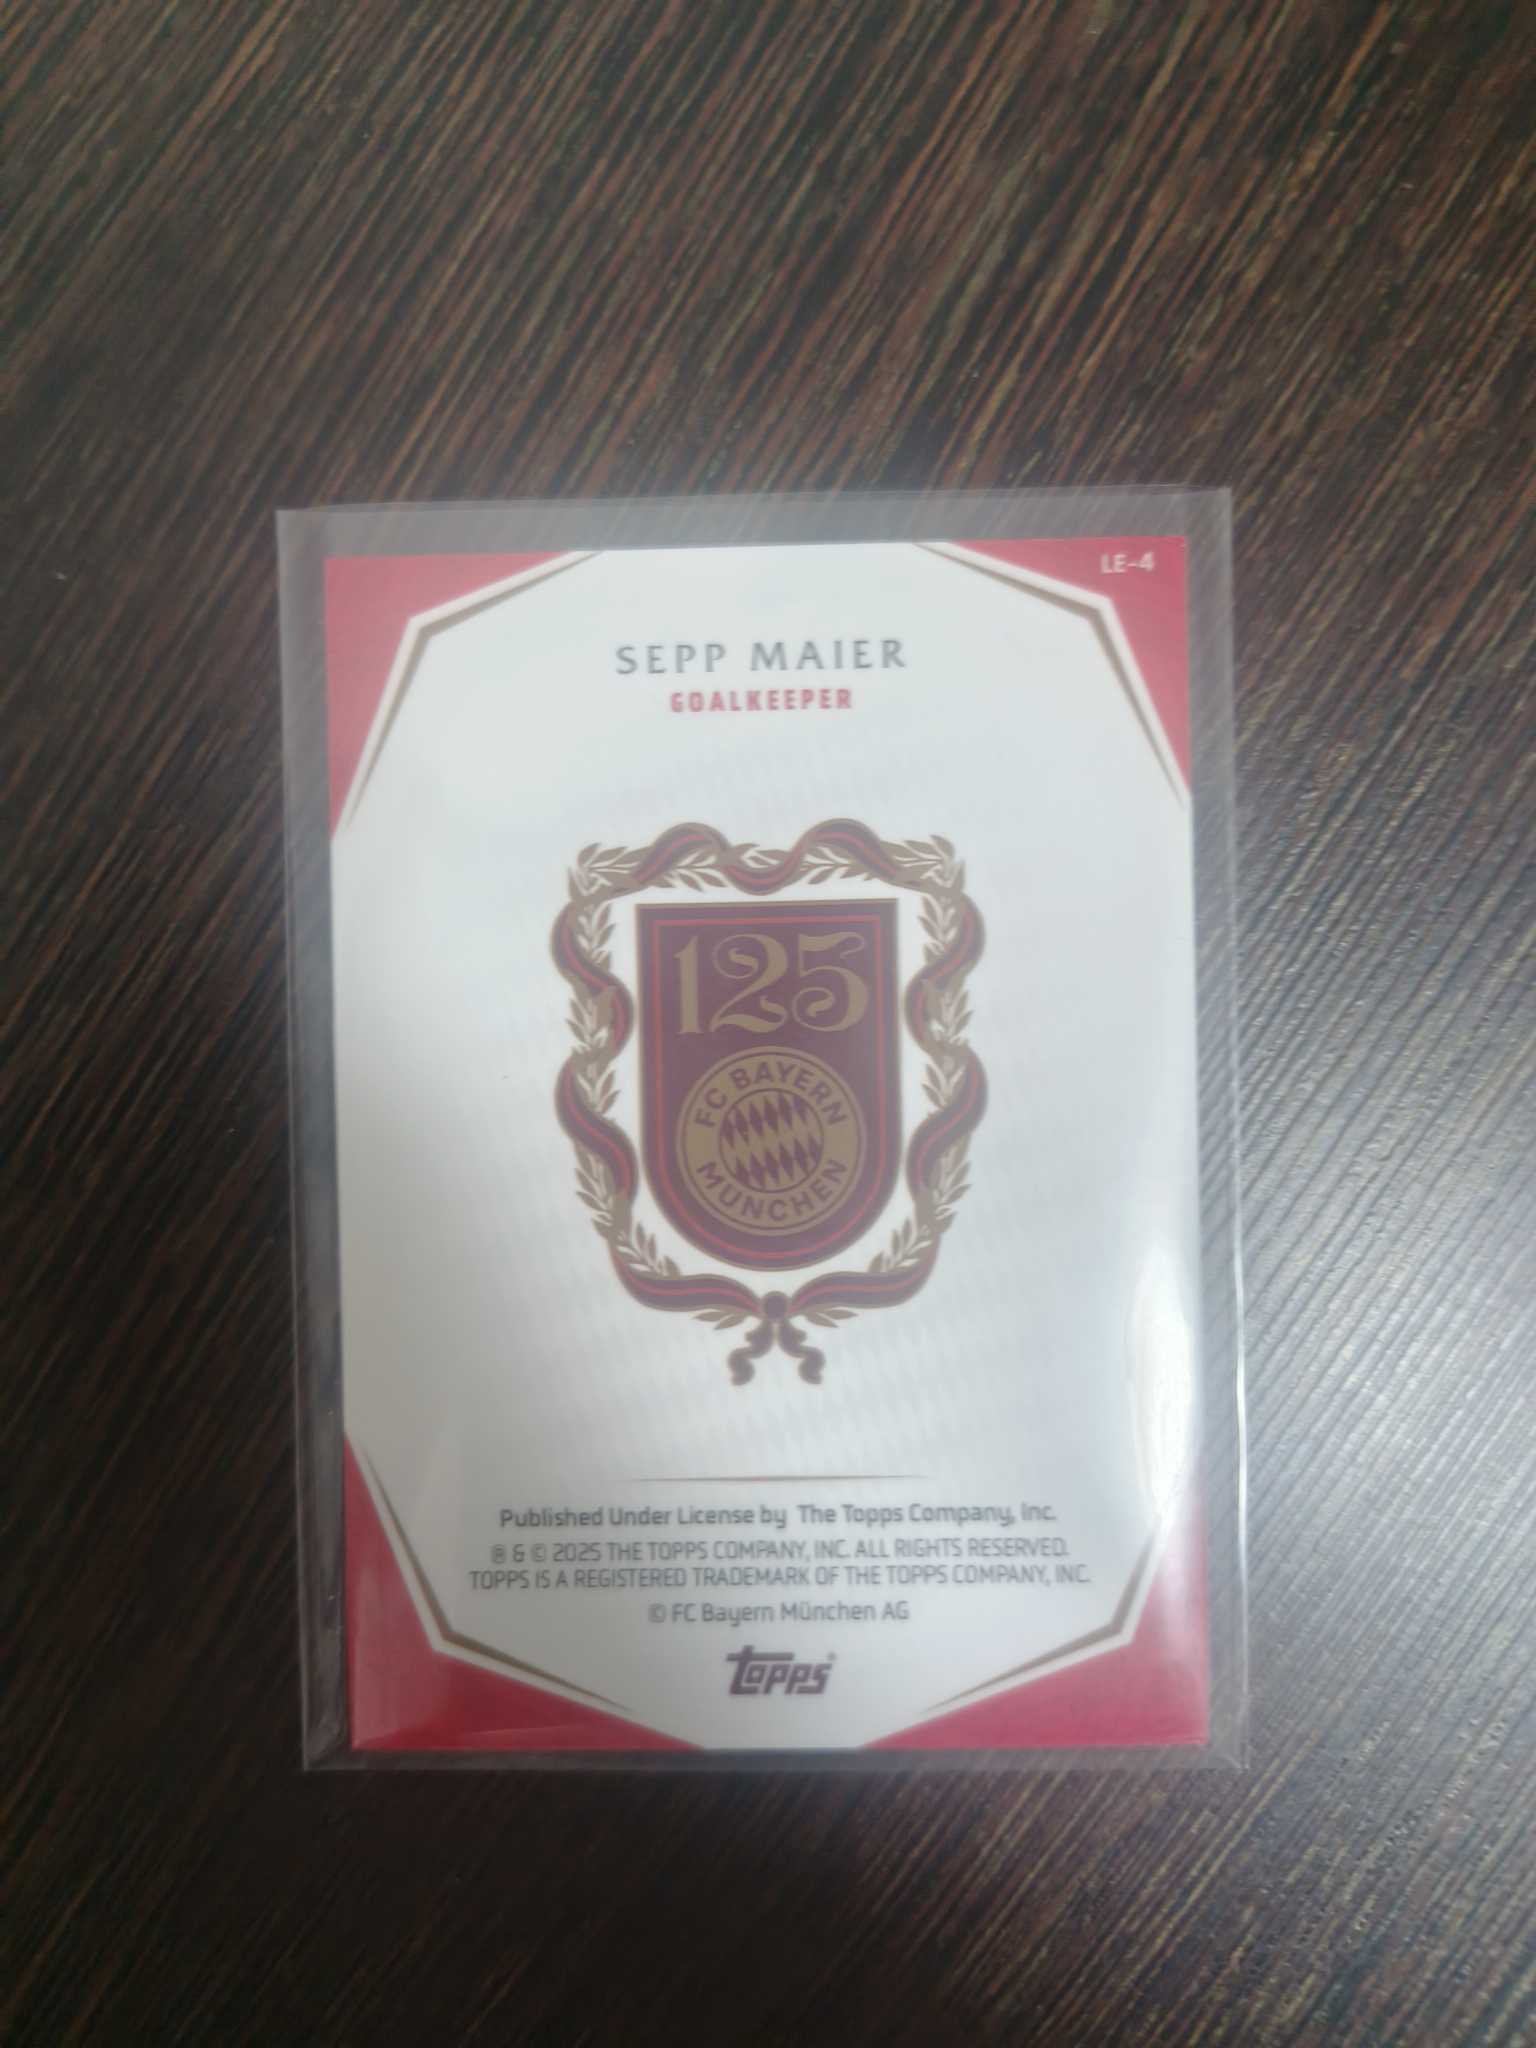 LE-4
SEPP MAIER
GOALKEEPER
125
FC BAYERN
MÜNCHEN
Published Under License by The Topps Company, Inc.
® & © 2025 THE TOPPS COMPANY, INC. ALL RIGHTS RESERVED.
TOPPS IS A REGISTERED TRADEMARK OF THE TOPPS COMPANY, INC.
© FC Bayern München AG
topps®